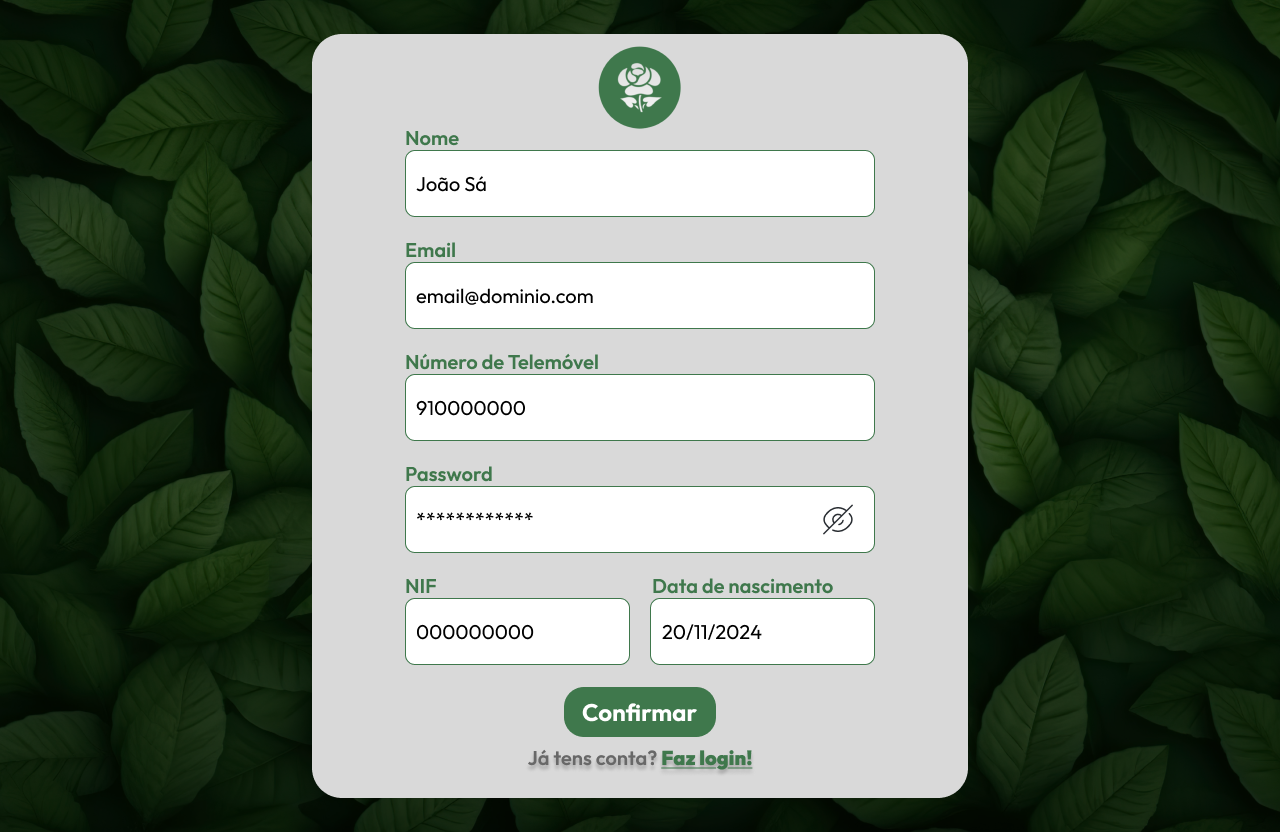 Nome
João Sá
Email
email@dominio.com
Número de Telemóvel
910000000
Password
************
NIF
Data de nascimento
000000000
20/11/2024
Confirmar
Já tens conta? Faz login!